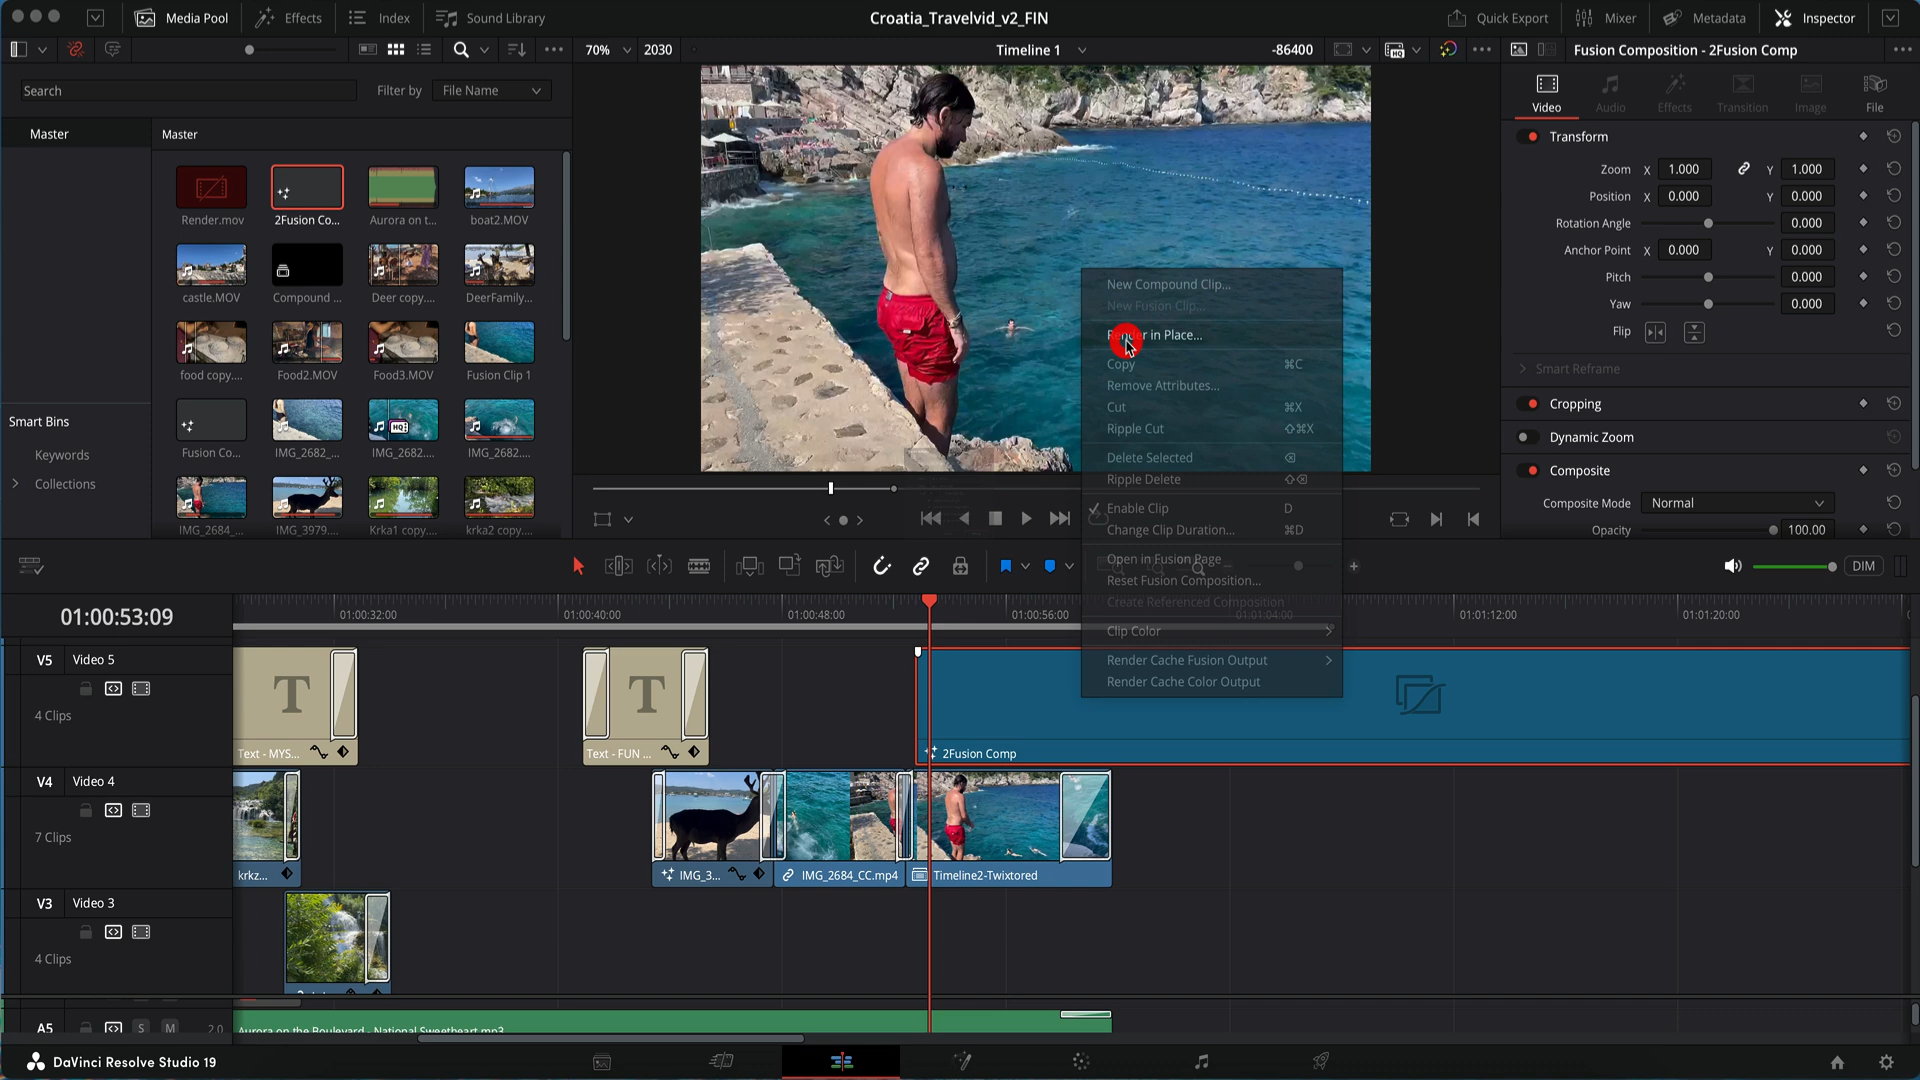 Media Pool
Effects
Index
Sound Library
Croatia_Travelvid_v2_FIN
Quick Export
Mixer
Metadata
Inspector
70%
2030
Timeline 1
-86400
Fusion Composition - 2Fusion Comp
Search
Filter by
File Name
Master
Master
Video
Audio
Effects
Transition
Image
File
Transform
Zoom X 1.000 Y 1.000
Position X 0.000 Y 0.000
Rotation Angle 0.000
Anchor Point X 0.000 Y 0.000
Pitch 0.000
Yaw 0.000
Flip
Smart Reframe
Cropping
Dynamic Zoom
Composite
Composite Mode Normal
Opacity 100.00
Render.mov
2Fusion Co...
Aurora on t...
boat2.MOV
castle.MOV
Compound ...
Deer copy....
DeerFamily...
food copy....
Food2.MOV
Food3.MOV
Fusion Clip 1
Fusion Co...
IMG_2682_...
IMG_2682....
IMG_2682....
HQ
IMG_2684_...
IMG_3979...
Krka1 copy....
krka2 copy....
Smart Bins
Keywords
Collections
New Compound Clip...
New Fusion Clip...
Render in Place...
Copy ⌘C
Remove Attributes...
Cut ⌘X
Ripple Cut ⇧⌘X
Delete Selected ⌫
Ripple Delete ⇧⌫
Enable Clip D
Change Clip Duration... ⌘D
Open in Fusion Page
Reset Fusion Composition...
Create Referenced Composition
Clip Color
Render Cache Fusion Output
Render Cache Color Output
DIM
01:00:53:09
01:00:32:00
01:00:40:00
01:00:48:00
01:00:56:00
01:01:04:00
01:01:12:00
01:01:20:00
V5 Video 5
4 Clips
T
Text - MYS...
T
Text - FUN ...
2Fusion Comp
V4 Video 4
7 Clips
krkz...
IMG_3...
IMG_2684_CC.mp4
Timeline2-Twixtored
V3 Video 3
4 Clips
A5 S M 2.0
Aurora on the Boulevard - National Sweetheart.mp3
DaVinci Resolve Studio 19